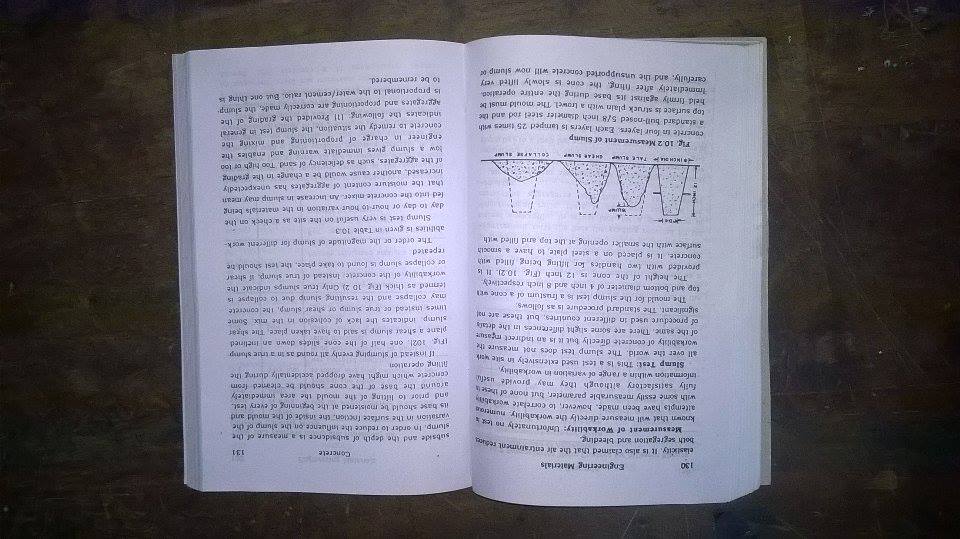 130 Engineering Materials
elasticity. It is also claimed that the air entrainment reduces
both segregation and bleeding.
Measurement of Workability: Unfortunately no test is
known that will measure directly the workability. numerous
attempts have been made, however, to correlate workability
with some easily measurable parameter, but none of these is
fully satisfactory although they may provide useful
information within a range of variation in workability.
Slump Test: This is a test used extensively in site work
all over the world. The slump test does not measure the
workability of concrete directly but it is an indirect measure
of the same. There are some slight differences in the details
of procedure used in different countries, but these are not
significant. The standard procedure is as follows:
The mould for the slump test is a frustum of a cone wex
top and bottom diameter of 4 inch and 8 inch respectively.
The height of the cone is 12 inch (Fig. 10.2). It is
provided with two handles for lifting being filled with
concrete. It is placed on a steel plate to have a smooth
surface with the smaller opening at the top and filled with
SLUMP
12 INCH
TRUE SLUMP
SHEAR SLUMP
COLLAPSE SLUMP
Fig. 10.2 Measurement of Slump
concrete in four layers. Each layers is tamped 25 times with
a standard bull-nosed 5/8 inch diameter steel rod and the
top surface is struck plain with a towel. The mould must be
held firmly against its base during the entire operation.
Immediately after filling, the cone is slowly lifted very
carefully, and the unsupported concrete will now slump or
Concrete 131
subside and the depth of subsidence is a measure of the
slump. In order to reduce the influence on the slump of the
variation in the surface friction, the inside of the mould and
its base should be moistened at the beginning of every test,
and prior to lifting of the mould the area immediately
around the base of the cone should be cleaned from
concrete which might have dropped accidentally during the
filling operation
If instead of slumping evenly all round as in a true slump
(Fig. 102), one half of the cone slides down an inclined
plane a shear slump is said to have taken place. The shear
slump indicates the lack of cohesion in the mix. Some
times instead or true slump or shear slump, the concrete
may collapse and the resulting slump due to collapse is
termed as thick (Fig. 10.2) Only true slumps indicate the
workability of the concrete. Instead of true slump, if shear
or collapse slump is found to take place, the test should be
repeated
The order or the magnitude of slump for different work-
abilities is given in Table 10.3
Slump test is very useful on the site as a check on the
day to day or hour-to hour variation in the materials being
fed into the concrete mixer. An increase in slump may mean
that the moisture content of aggregates has unexpectedly
increased, another cause would be a change in the grading
of the aggregates, such as deficiency of sand. Too high or too
low a slump gives immediate warning and enables the
engineer in charge of proportioning and mixing the
concrete to remedy the situation, the slump test in general
indicates the following: (1) Provided the grading of the
aggregates and proportioning are correctly made, the slump
is proportional to the water/cement ratio. But one thing is
to be remembered.